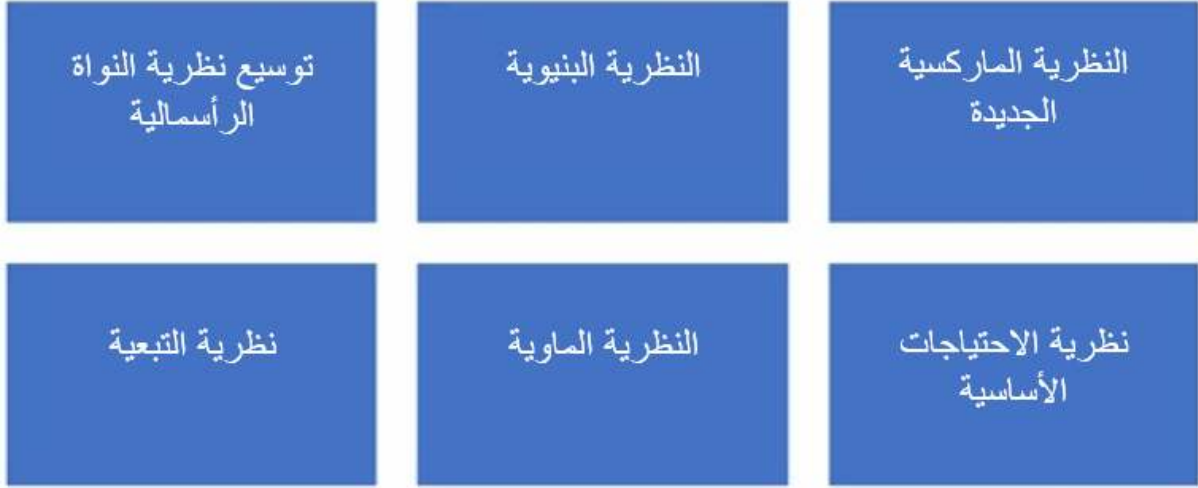 النظرية الماركسية
الجديدة
النظرية البنيوية
توسيع نظرية النواة
الرأسمالية
نظرية الاحتياجات
الأساسية
النظرية الماوية
نظرية التبعية